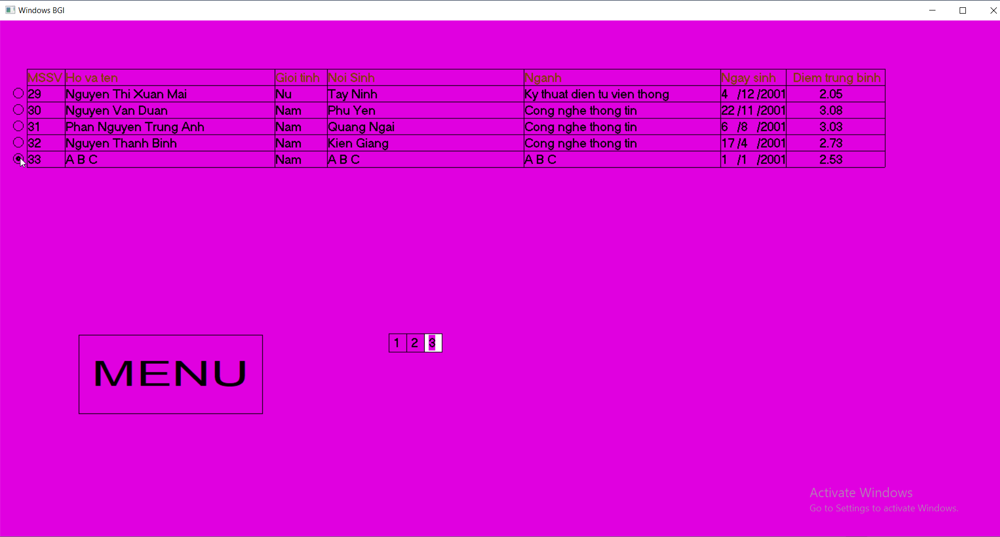 Windows BGI
MSSV Ho va ten Gioi tinh Noi Sinh Nganh Ngay sinh Diem trung binh
29 Nguyen Thi Xuan Mai Nu Tay Ninh Ky thuat dien tu vien thong 4 /12 /2001 2.05
30 Nguyen Van Duan Nam Phu Yen Cong nghe thong tin 22 /11 /2001 3.08
31 Phan Nguyen Trung Anh Nam Quang Ngai Cong nghe thong tin 6 /8 /2001 3.03
32 Nguyen Thanh Binh Nam Kien Giang Cong nghe thong tin 17 /4 /2001 2.73
33 A B C Nam A B C A B C 1 /1 /2001 2.53
1 2 3
MENU
Activate Windows
Go to Settings to activate Windows.